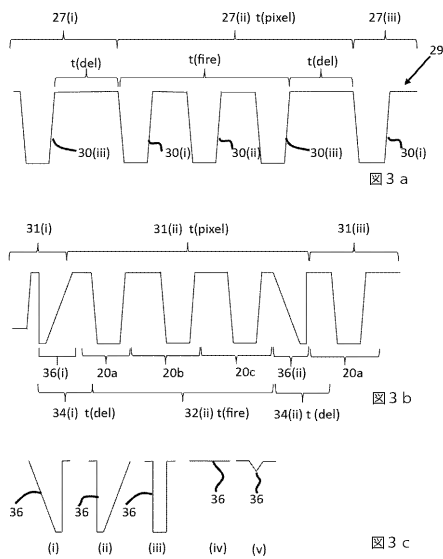 27(i) 27(ii) t(pixel) 27(iii)
29
t(del) t(fire) t(del)
30(iii) 30(i) 30(ii) 30(iii) 30(i)
図3a
31(i) 31(ii) t(pixel) 31(iii)
36(i) 20a 20b 20c 36(ii) 20a
34(i) t(del) 32(ii) t(fire) 34(ii) t (del)
図3b
36 36 36 36 36
(i) (ii) (iii) (iv) (v)
図3c